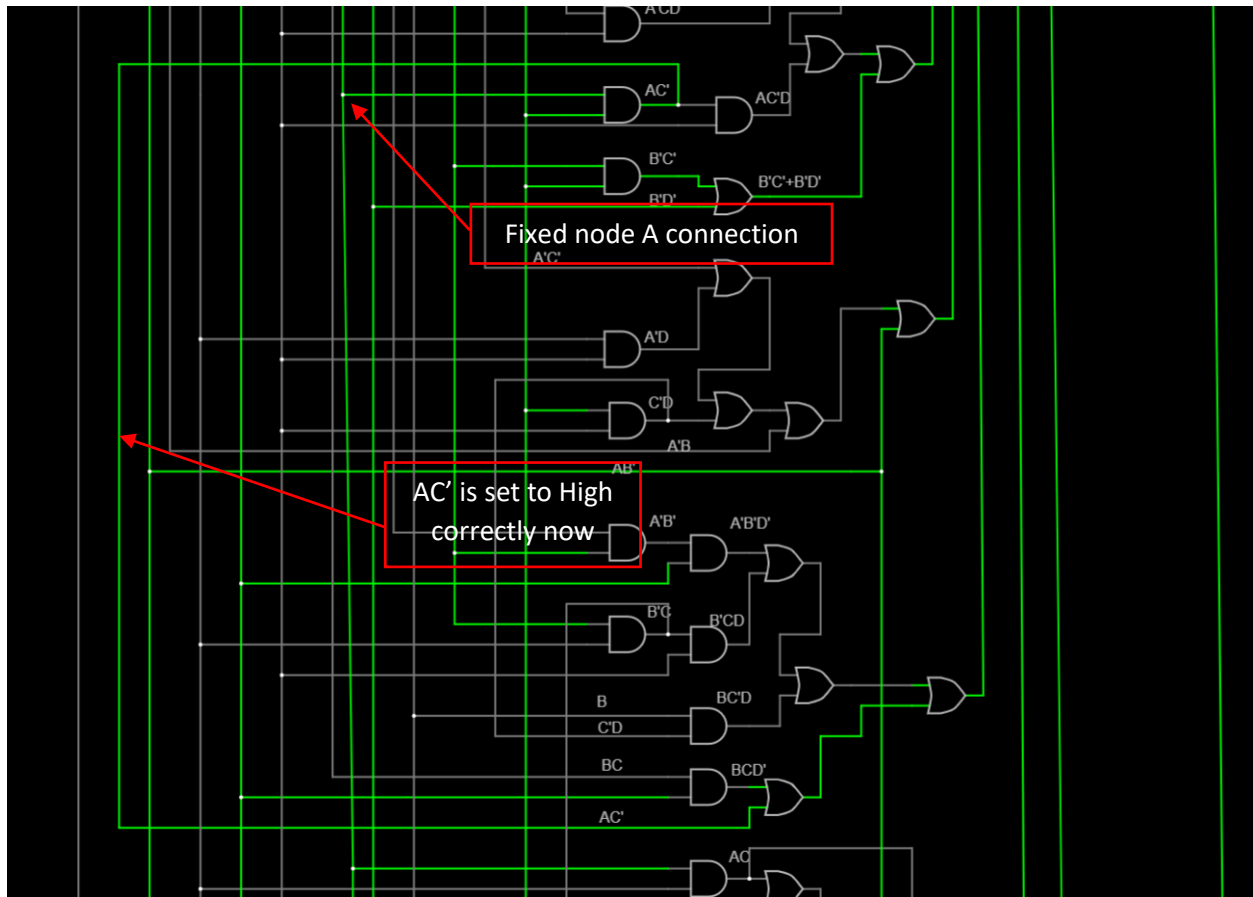 A'CD
AC'
AC'D
B'C'
B'D'
B'C'+B'D'
Fixed node A connection
A'C'
A'D
C'D
A'B
AB'
AC’ is set to High
correctly now
A'B'
A'B'D'
B'C
B'CD
B
BC'D
C'D
BC
BCD'
AC'
AC